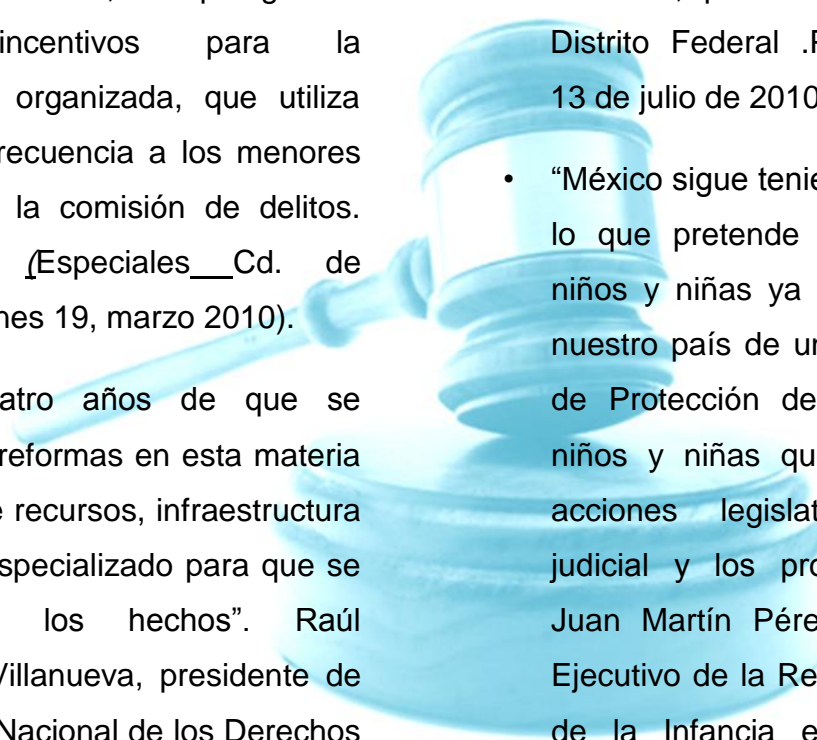 incentivos para la
organizada, que utiliza
recuencia a los menores
la comisión de delitos.
(Especiales Cd. de
nes 19, marzo 2010).
atro años de que se
reformas en esta materia
e recursos, infraestructura
specializado para que se
los hechos”. Raúl
Villanueva, presidente de
Nacional de los Derechos
Distrito Federal .P
13 de julio de 2010
• “México sigue tenie
lo que pretende
niños y niñas ya
nuestro país de un
de Protección de
niños y niñas qu
acciones legislat
judicial y los pro
Juan Martín Pére
Ejecutivo de la Re
de la Infancia e